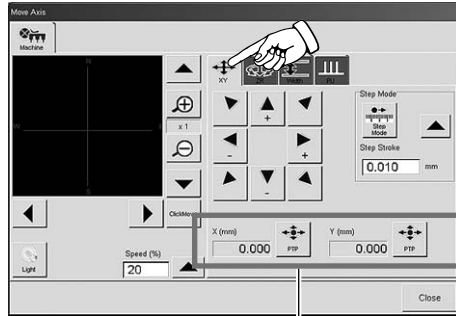 Move Axis
Machine
N
W
S
x 1
ClickMove
Light
Speed (%)
20
XY
ZR
Width
PU
+
-
+
-
Step Mode
Step
Mode
Step Stroke
0.010 mm
X (mm)
0.000
PTP
Y (mm)
0.000
PTP
Close